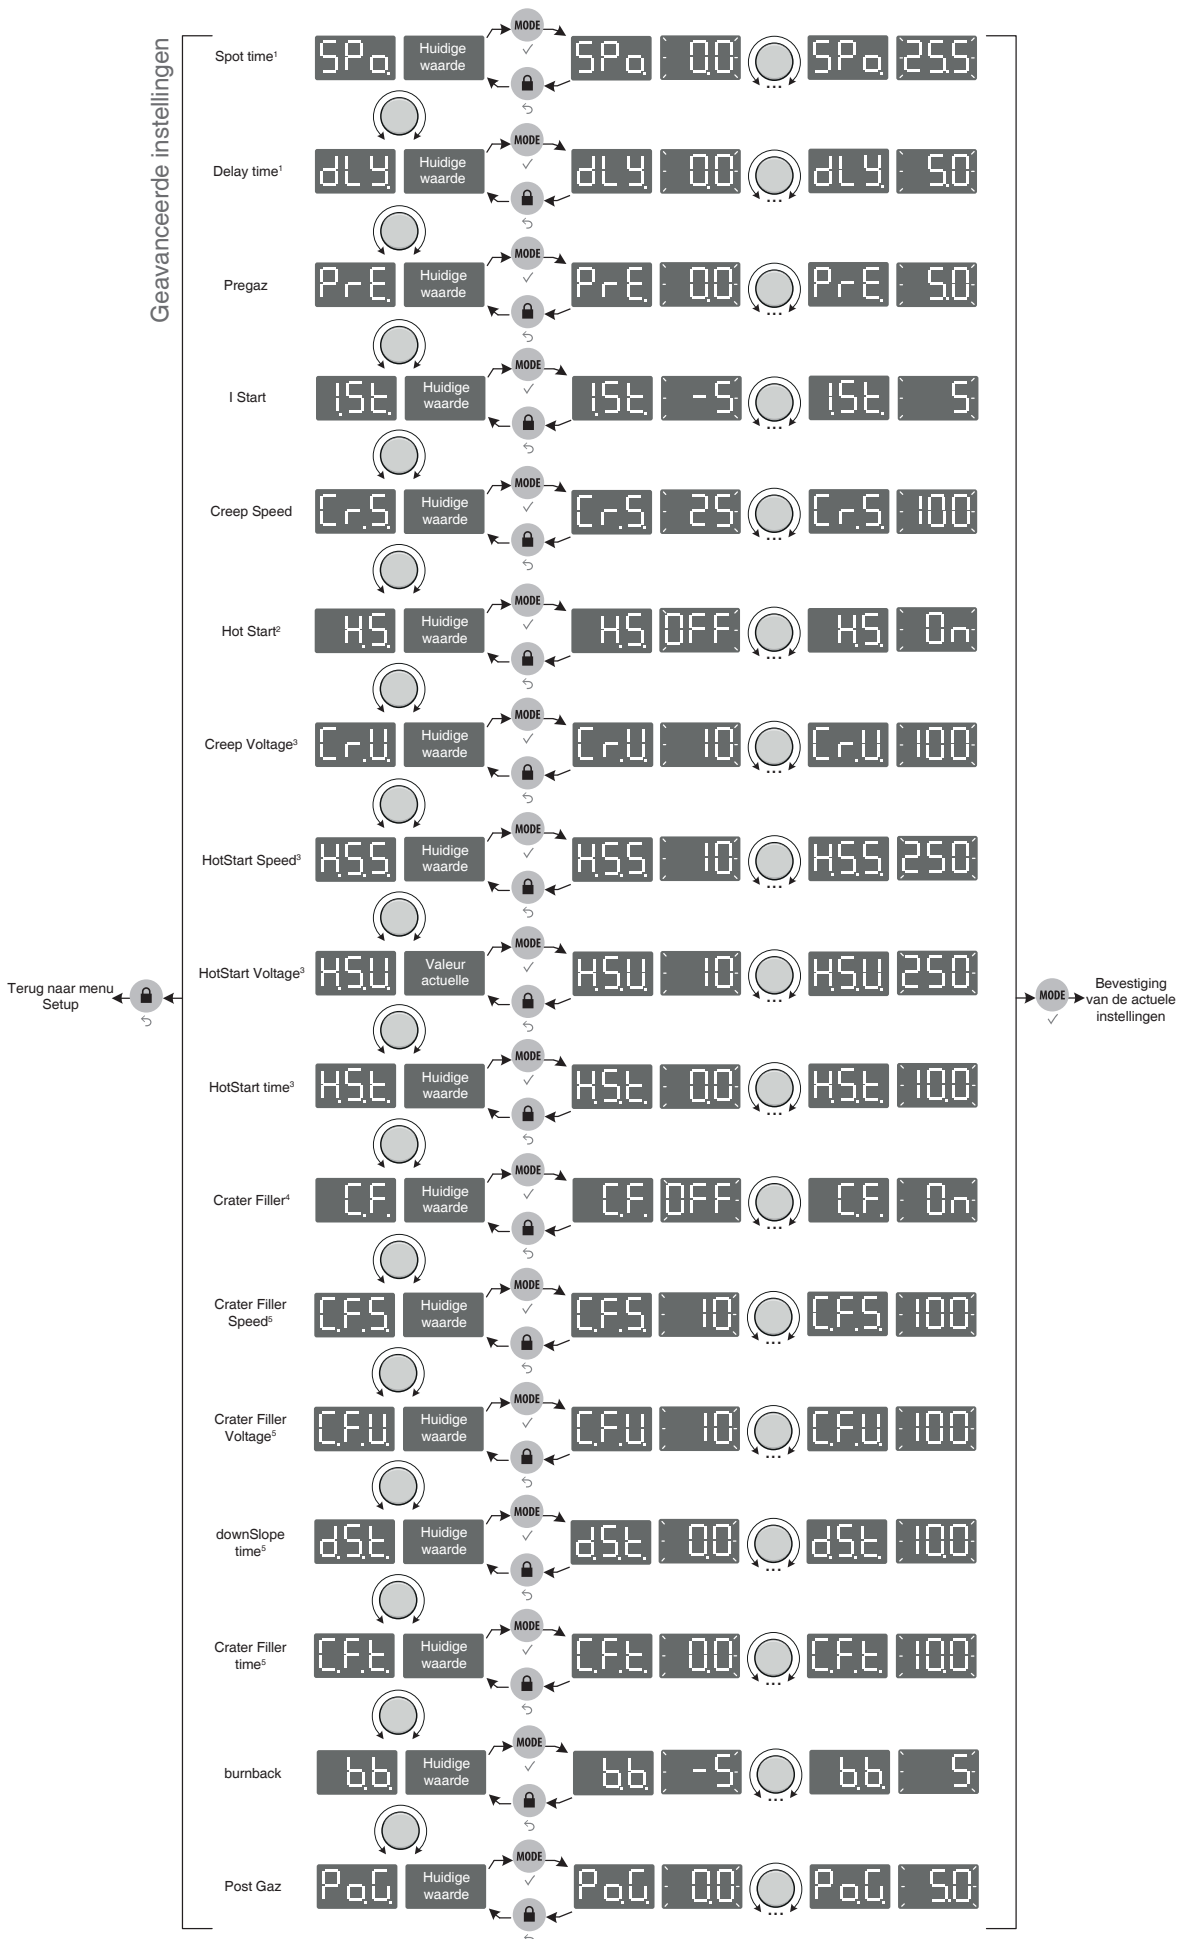 Geavanceerde instellingen
Spot time¹ SPo. Huidige waarde MODE SPo. 0.0 ... SPo. 25.5
Delay time¹ dLY. Huidige waarde MODE dLY. 0.0 ... dLY. 5.0
Pregaz PrE. Huidige waarde MODE PrE. 0.0 ... PrE. 5.0
I Start I.St. Huidige waarde MODE I.St. -5 ... I.St. 5
Creep Speed Cr.S. Huidige waarde MODE Cr.S. 25 ... Cr.S. 100
Hot Start² H.S. Huidige waarde MODE H.S. OFF ... H.S. On
Creep Voltage³ Cr.U. Huidige waarde MODE Cr.U. 10 ... Cr.U. 100
HotStart Speed³ H.S.S. Huidige waarde MODE H.S.S. 10 ... H.S.S. 250
HotStart Voltage³ H.S.U. Valeur actuelle MODE H.S.U. 10 ... H.S.U. 250
Terug naar menu Setup
MODE Bevestiging van de actuele instellingen
HotStart time³ H.S.t. Huidige waarde MODE H.S.t. 0.0 ... H.S.t. 10.0
Crater Filler⁴ C.F. Huidige waarde MODE C.F. OFF ... C.F. On
Crater Filler Speed⁵ C.F.S. Huidige waarde MODE C.F.S. 10 ... C.F.S. 100
Crater Filler Voltage⁵ C.F.U. Huidige waarde MODE C.F.U. 10 ... C.F.U. 100
downSlope time⁵ d.S.t. Huidige waarde MODE d.S.t. 0.0 ... d.S.t. 10.0
Crater Filler time⁵ C.F.t. Huidige waarde MODE C.F.t. 0.0 ... C.F.t. 10.0
burnback b.b. Huidige waarde MODE b.b. -5 ... b.b. 5
Post Gaz Po.G. Huidige waarde MODE Po.G. 0.0 ... Po.G. 5.0